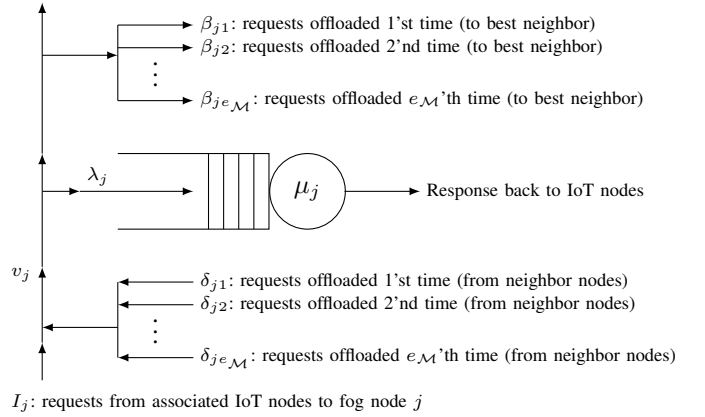 β_{j1}: requests offloaded 1'st time (to best neighbor)
β_{j2}: requests offloaded 2'nd time (to best neighbor)
β_{je_ℳ}: requests offloaded e_ℳ'th time (to best neighbor)
λ_j
μ_j
Response back to IoT nodes
v_j
δ_{j1}: requests offloaded 1'st time (from neighbor nodes)
δ_{j2}: requests offloaded 2'nd time (from neighbor nodes)
δ_{je_ℳ}: requests offloaded e_ℳ'th time (from neighbor nodes)
I_j: requests from associated IoT nodes to fog node j